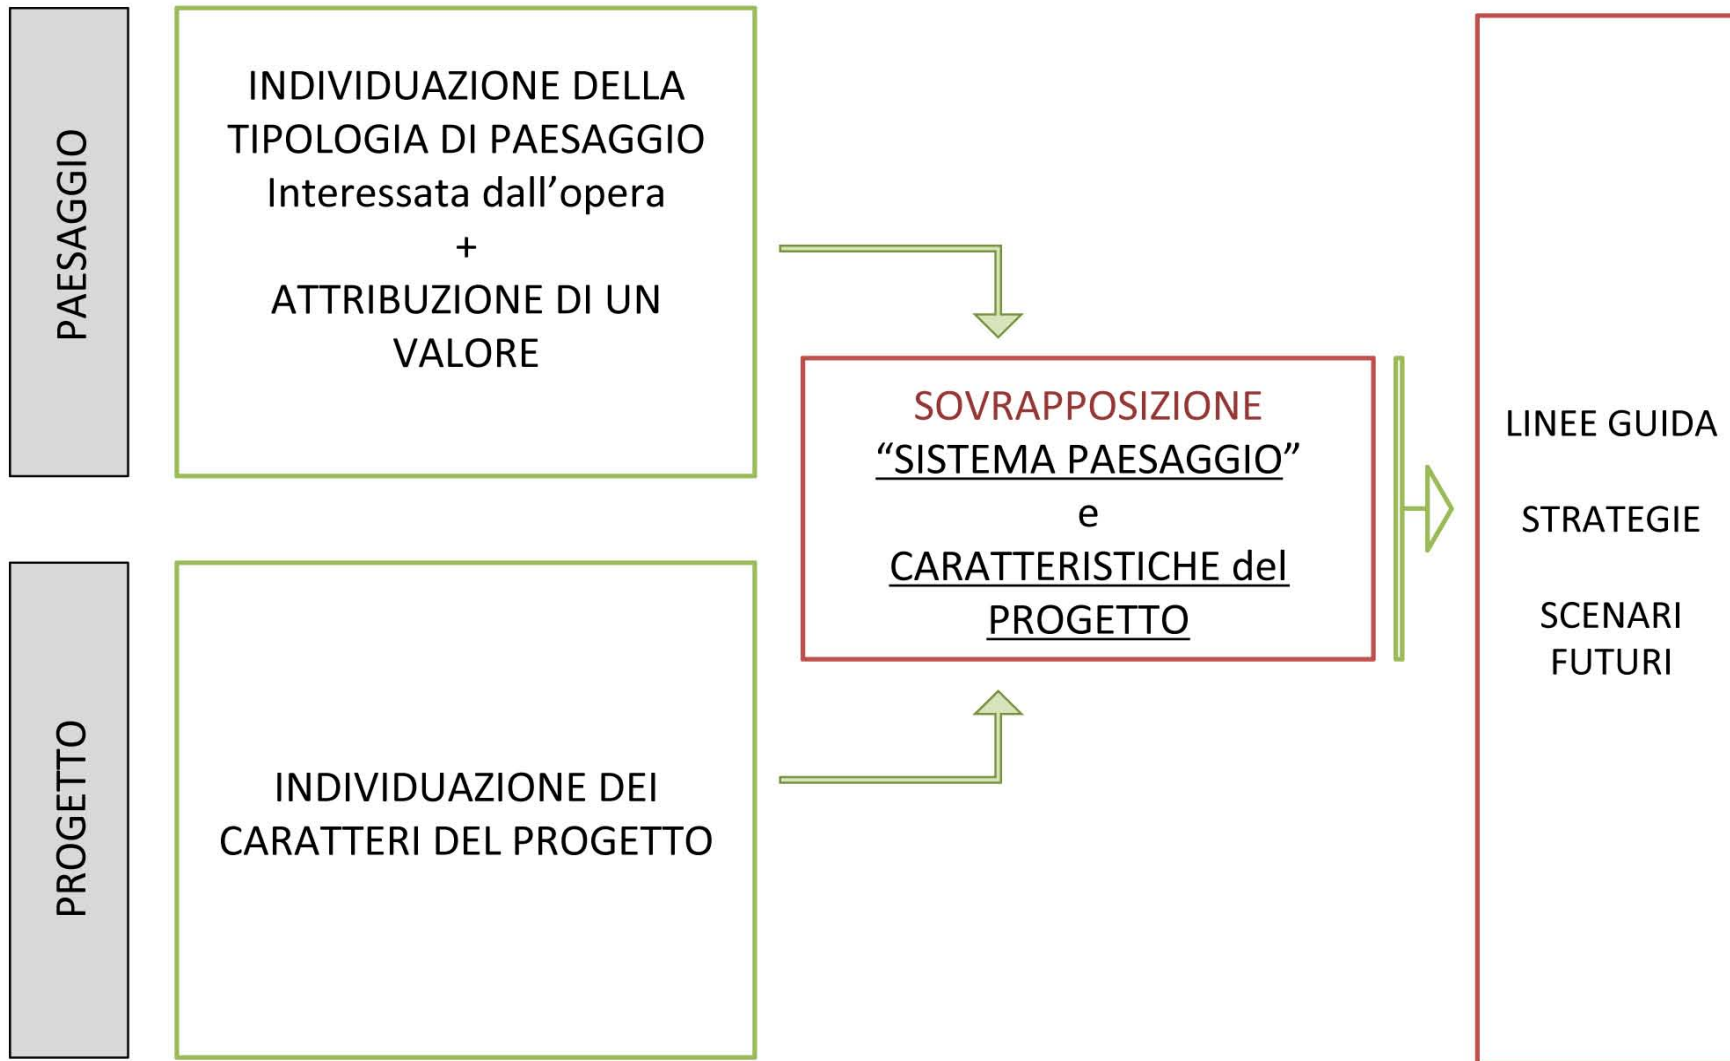 PAESAGGIO
INDIVIDUAZIONE DELLA
TIPOLOGIA DI PAESAGGIO
Interessata dall’opera
+
ATTRIBUZIONE DI UN
VALORE
PROGETTO
INDIVIDUAZIONE DEI
CARATTERI DEL PROGETTO
SOVRAPPOSIZIONE
“SISTEMA PAESAGGIO”
e
CARATTERISTICHE del
PROGETTO
LINEE GUIDA
STRATEGIE
SCENARI
FUTURI